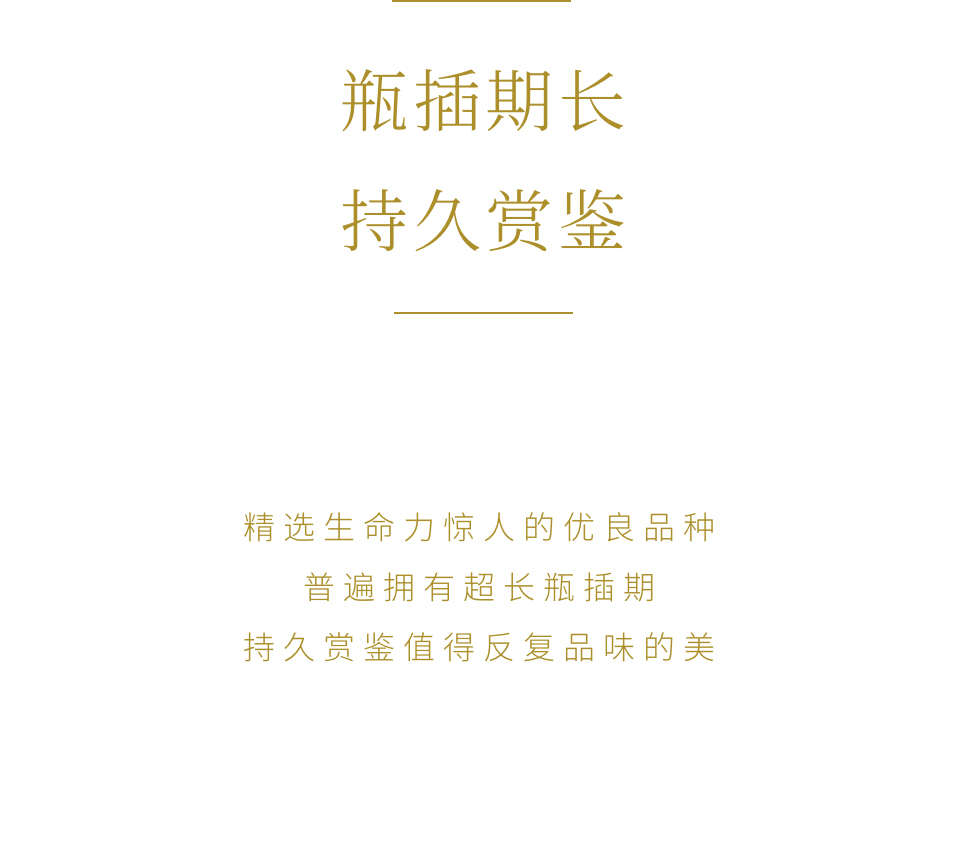 瓶插期长
持久赏鉴
精选生命力惊人的优良品种
普遍拥有超长瓶插期
持久赏鉴值得反复品味的美